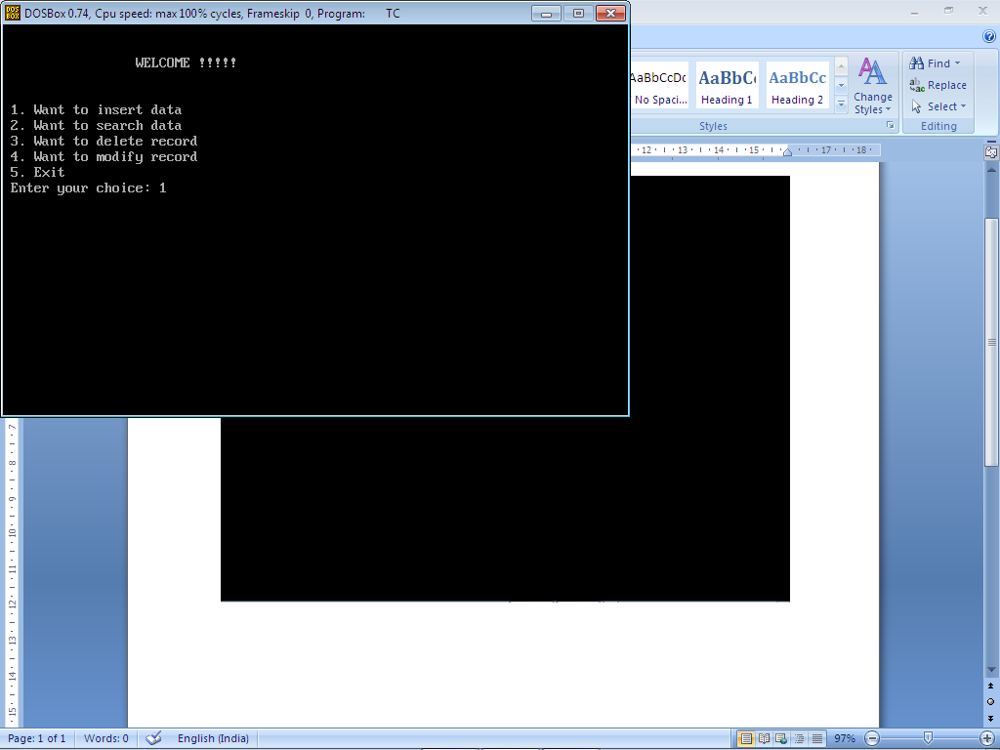 DOSBox 0.74, Cpu speed: max 100% cycles, Frameskip 0, Program: TC
WELCOME !!!!!
1. Want to insert data
2. Want to search data
3. Want to delete record
4. Want to modify record
5. Exit
Enter your choice: 1
AaBbCcDc AaBbCc AaBbCc
No Spaci... Heading 1 Heading 2
Change Styles
Styles
Find
Replace
Select
Editing
12 13 14 15 17 18
7
8
9
10
11
12
13
14
15
Page: 1 of 1 Words: 0 English (India) 97%